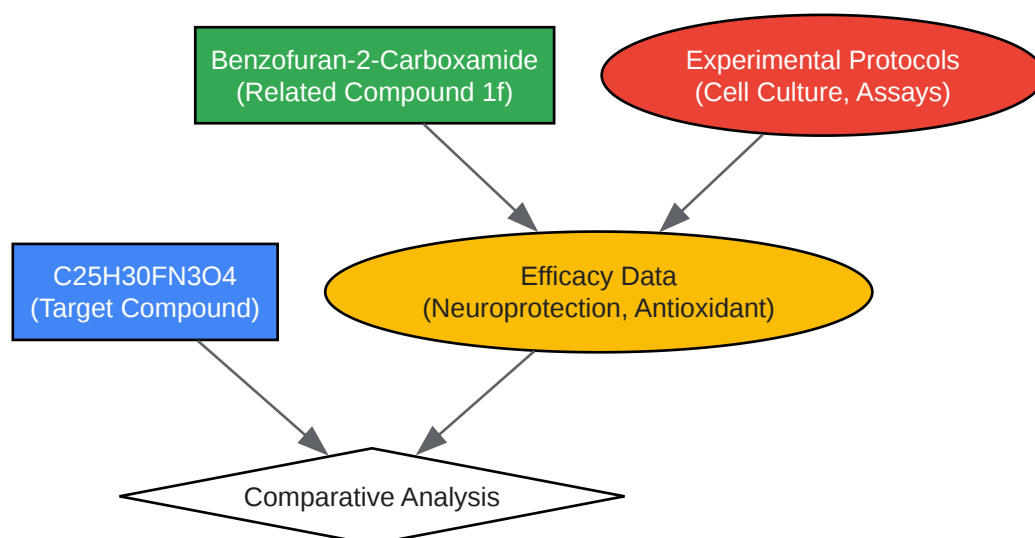 Benzofuran-2-Carboxamide
(Related Compound 1f)
Experimental Protocols
(Cell Culture, Assays)
C25H30FN3O4
(Target Compound)
Efficacy Data
(Neuroprotection, Antioxidant)
Comparative Analysis